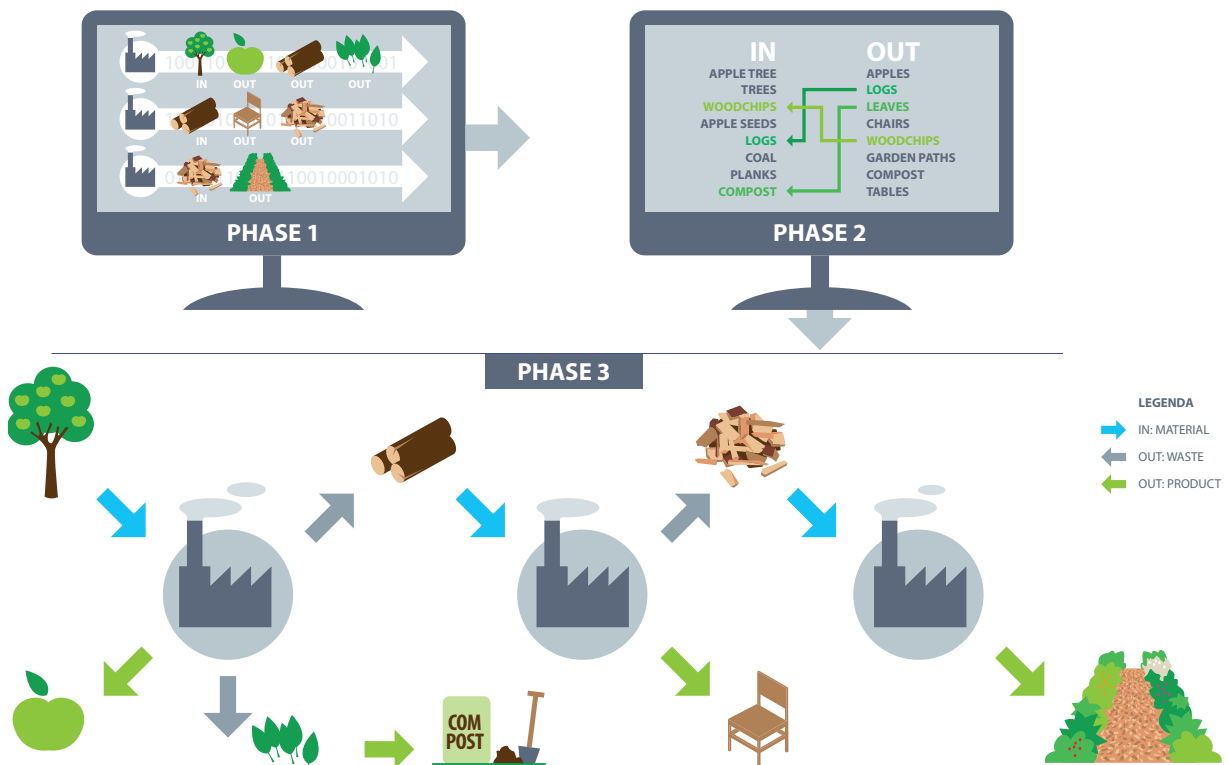 IN
OUT
OUT
OUT
IN
OUT
OUT
IN
OUT
PHASE 1
IN
OUT
APPLE TREE
APPLES
TREES
LOGS
WOODCHIPS
LEAVES
APPLE SEEDS
CHAIRS
LOGS
WOODCHIPS
COAL
GARDEN PATHS
PLANKS
COMPOST
COMPOST
TABLES
PHASE 2
PHASE 3
LEGENDA
IN: MATERIAL
OUT: WASTE
OUT: PRODUCT
COM
POST